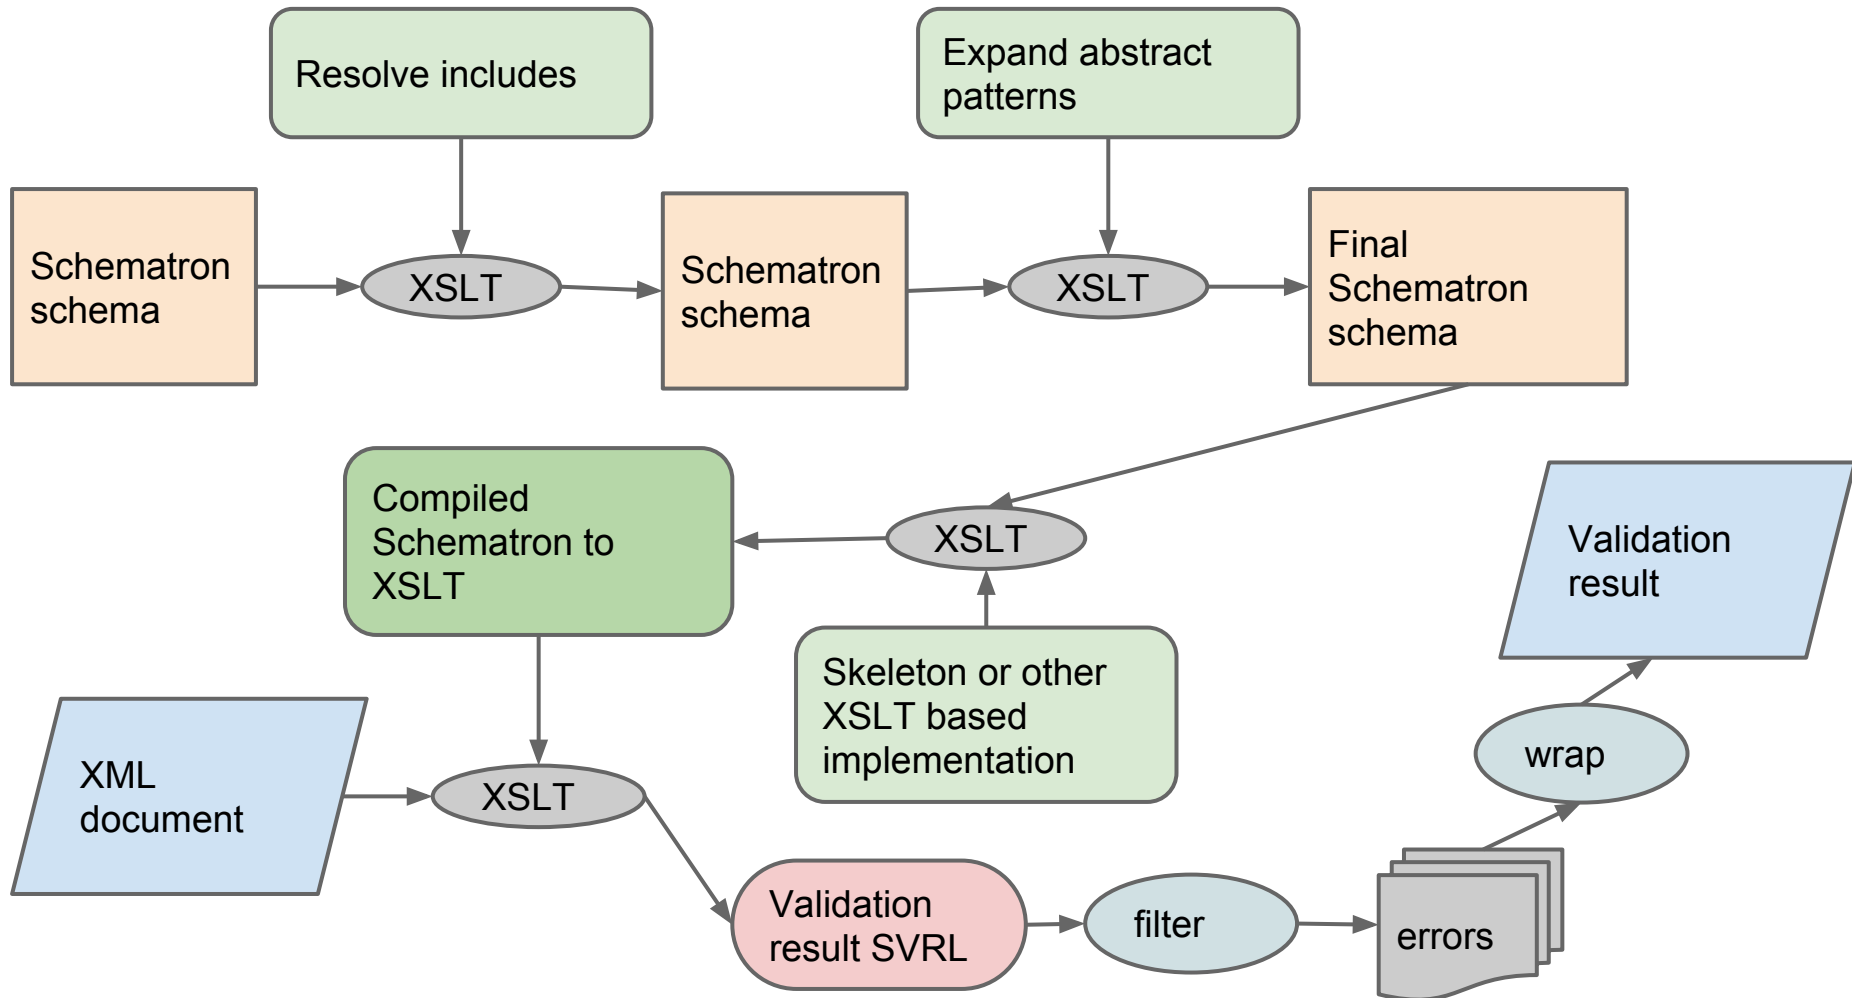 Resolve includes
Expand abstract
patterns
Schematron
schema
XSLT
Schematron
schema
XSLT
Final
Schematron
schema
Compiled
Schematron to
XSLT
XSLT
Validation
result
Skeleton or other
XSLT based
implementation
XML
document
XSLT
wrap
Validation
result SVRL
filter
errors